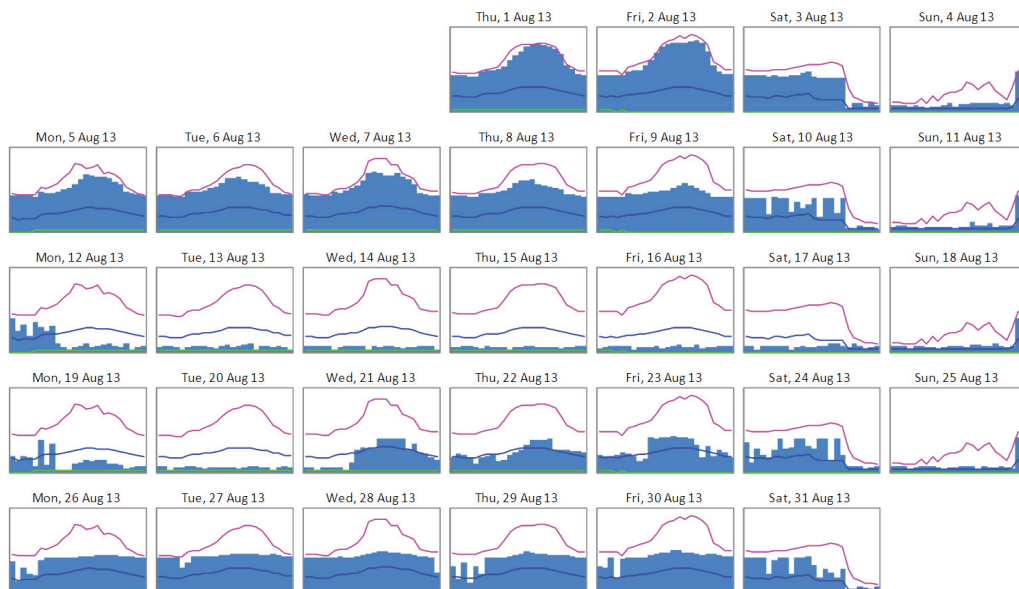 Thu, 1 Aug 13 Fri, 2 Aug 13 Sat, 3 Aug 13 Sun, 4 Aug 13
Mon, 5 Aug 13 Tue, 6 Aug 13 Wed, 7 Aug 13 Thu, 8 Aug 13 Fri, 9 Aug 13 Sat, 10 Aug 13 Sun, 11 Aug 13
Mon, 12 Aug 13 Tue, 13 Aug 13 Wed, 14 Aug 13 Thu, 15 Aug 13 Fri, 16 Aug 13 Sat, 17 Aug 13 Sun, 18 Aug 13
Mon, 19 Aug 13 Tue, 20 Aug 13 Wed, 21 Aug 13 Thu, 22 Aug 13 Fri, 23 Aug 13 Sat, 24 Aug 13 Sun, 25 Aug 13
Mon, 26 Aug 13 Tue, 27 Aug 13 Wed, 28 Aug 13 Thu, 29 Aug 13 Fri, 30 Aug 13 Sat, 31 Aug 13